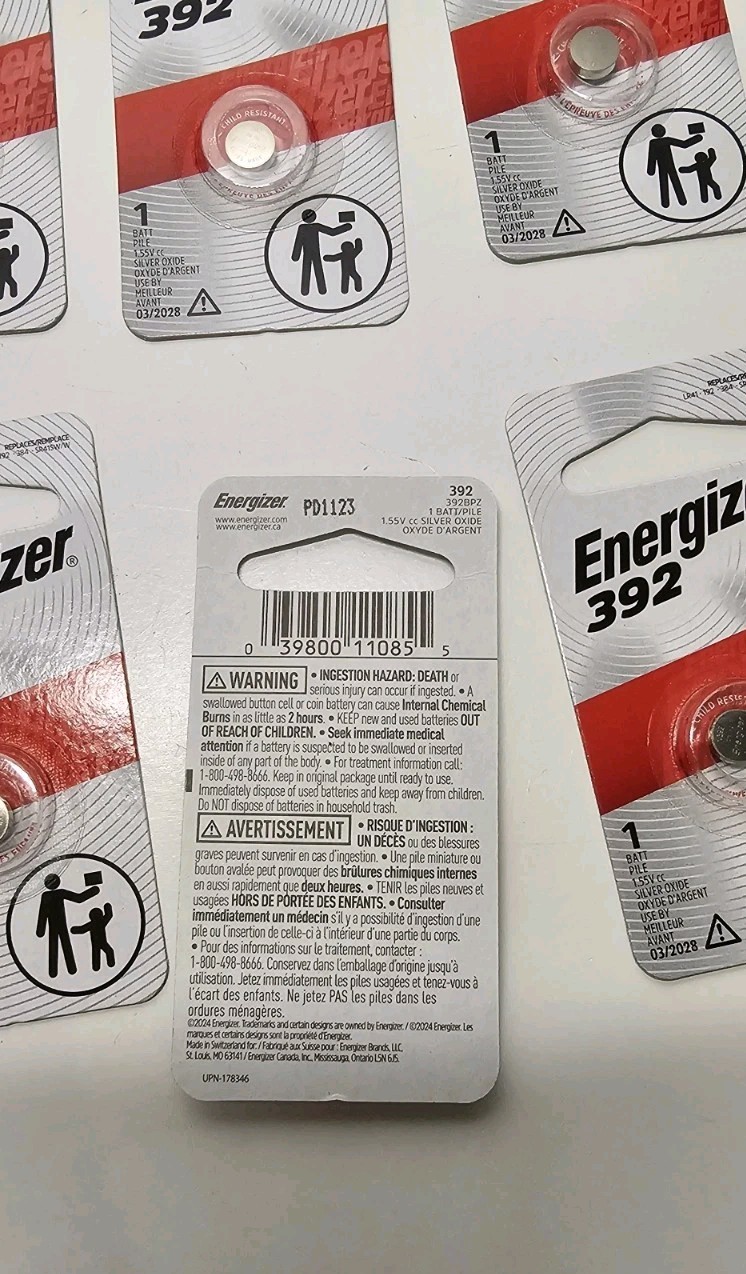 392
CHILD RESISTANT
1
BATT
PILE
1.55V cc
SILVER OXIDE
OXYDE D'ARGENT
USE BY
MEILLEUR
AVANT
03/2028
1
BATT
PILE
1.55V cc
SILVER OXIDE
OXYDE D'ARGENT
USE BY
MEILLEUR
AVANT
03/2028
REPLACES/REMPLACE
192 · 384 · SR41SW/W
zer®
Energizer
PD1123
www.energizer.com
www.energizer.ca
392
392BPZ
1 BATT/PILE
1.55V cc SILVER OXIDE
OXYDE D'ARGENT
0 39800 11085 5
WARNING • INGESTION HAZARD: DEATH or
serious injury can occur if ingested. • A
swallowed button cell or coin battery can cause Internal Chemical
Burns in as little as 2 hours. • KEEP new and used batteries OUT
OF REACH OF CHILDREN. • Seek immediate medical
attention if a battery is suspected to be swallowed or inserted
inside of any part of the body. • For treatment information call:
1-800-498-8666. Keep in original package until ready to use.
Immediately dispose of used batteries and keep away from children.
Do NOT dispose of batteries in household trash.
AVERTISSEMENT • RISQUE D'INGESTION :
UN DÉCÈS ou des blessures
graves peuvent survenir en cas d'ingestion. • Une pile miniature ou
bouton avalée peut provoquer des brûlures chimiques internes
en aussi rapidement que deux heures. • TENIR les piles neuves et
usagées HORS DE PORTÉE DES ENFANTS. • Consulter
immédiatement un médecin s'il y a possibilité d'ingestion d'une
pile ou l'insertion de celle-ci à l'intérieur d'une partie du corps.
• Pour des informations sur le traitement, contacter :
1-800-498-8666. Conservez dans l'emballage d'origine jusqu'à
utilisation. Jetez immédiatement les piles usagées et tenez-vous à
l'écart des enfants. Ne jetez PAS les piles dans les
ordures ménagères.
©2024 Energizer. Trademarks and certain designs are owned by Energizer. / ©2024 Energizer. Les
marques et certains designs sont la propriété d'Energizer.
Made in Switzerland for: / Fabriqué aux Suisse pour : Energizer Brands, LLC,
St. Louis, MO 63141 / Energizer Canada, Inc., Mississauga, Ontario L5N 6J5.
UPN-178346
LR41 · 192 · 384 · SR
Energiz
392
1
BATT
PILE
1.55V cc
SILVER OXIDE
OXYDE D'ARGENT
USE BY
MEILLEUR
AVANT
03/2028